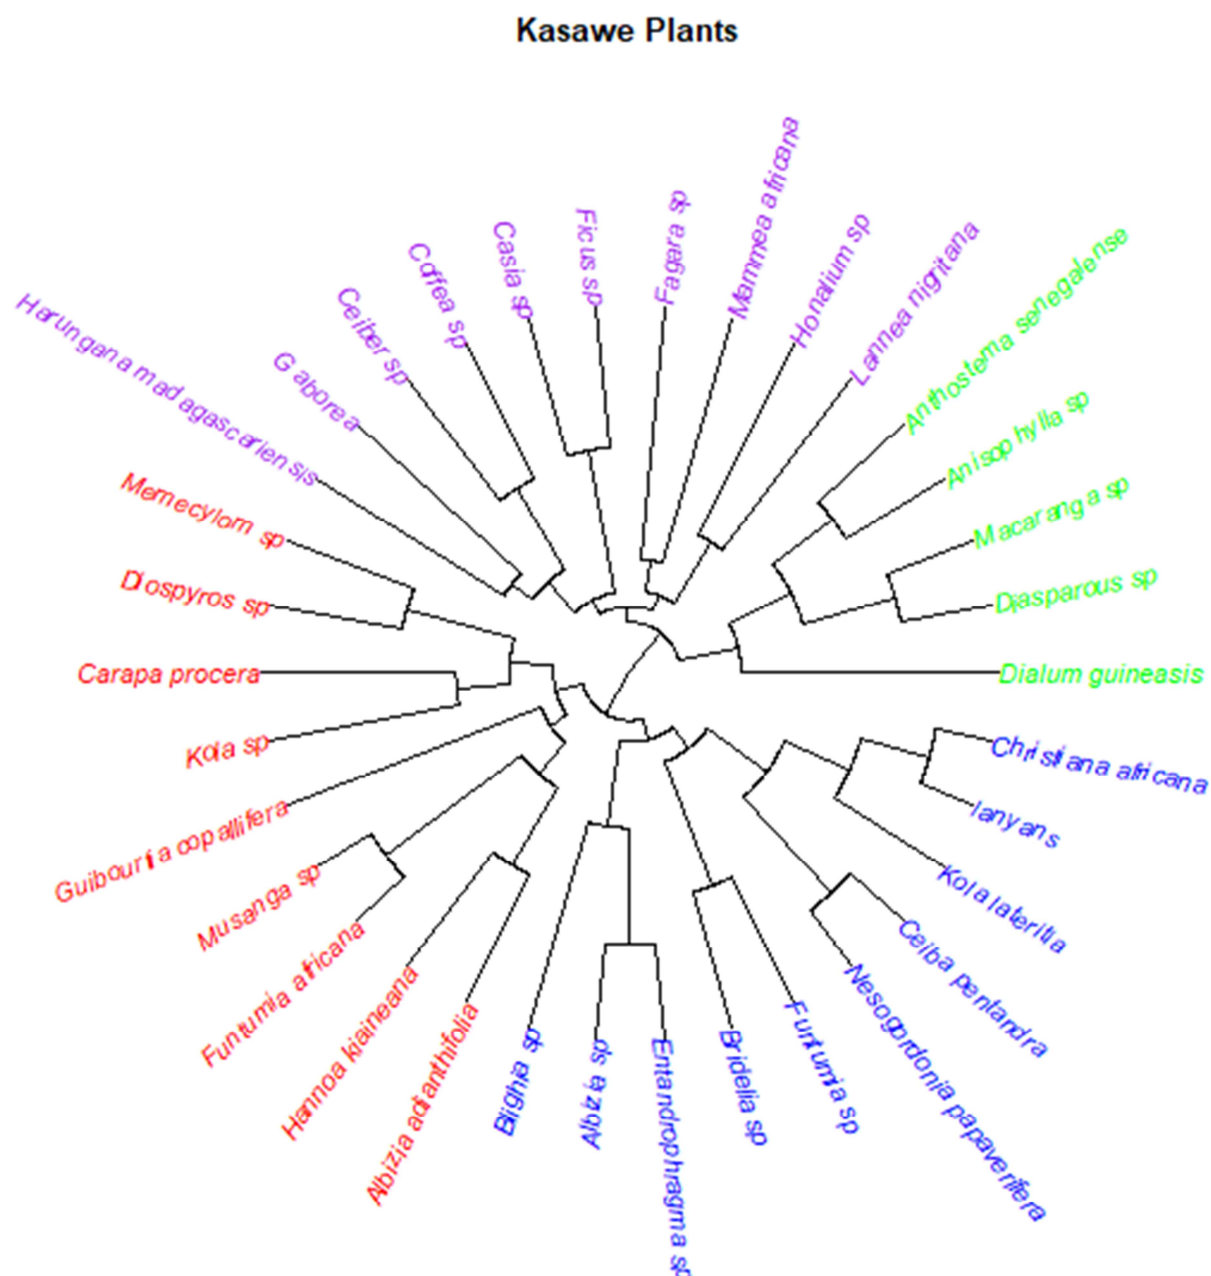 Kasawe Plants
Harungana madagascariensis
Gaborea
Ceiber sp
Coffea sp
Casia sp
Ficus sp
Fagara sp
Mammea africana
Honalium sp
Lannea nigritana
Anthostema senegalense
Anisophylla sp
Macaranga sp
Diasparous sp
Dialum guineasis
Christiana africana
lanyans
Kola lateritia
Ceiba pentandra
Nesogordonia papaverifera
Funtumia sp
Bridelia sp
Entandrophragma sp
Albizia sp
Blighia sp
Albizia adianthifolia
Hannoa klaineana
Funtumia africana
Musanga sp
Guibourtia copallifera
Kola sp
Carapa procera
Diospyros sp
Memecylom sp